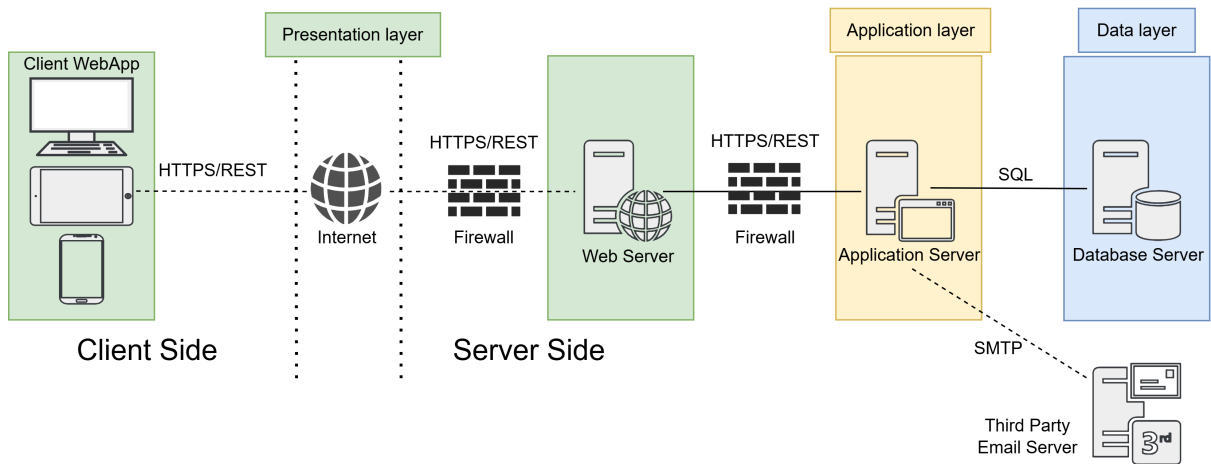 Presentation layer
Application layer
Data layer
Client WebApp
HTTPS/REST
HTTPS/REST
HTTPS/REST
SQL
Internet
Firewall
Web Server
Firewall
Application Server
Database Server
Client Side
Server Side
SMTP
Third Party
Email Server
3rd